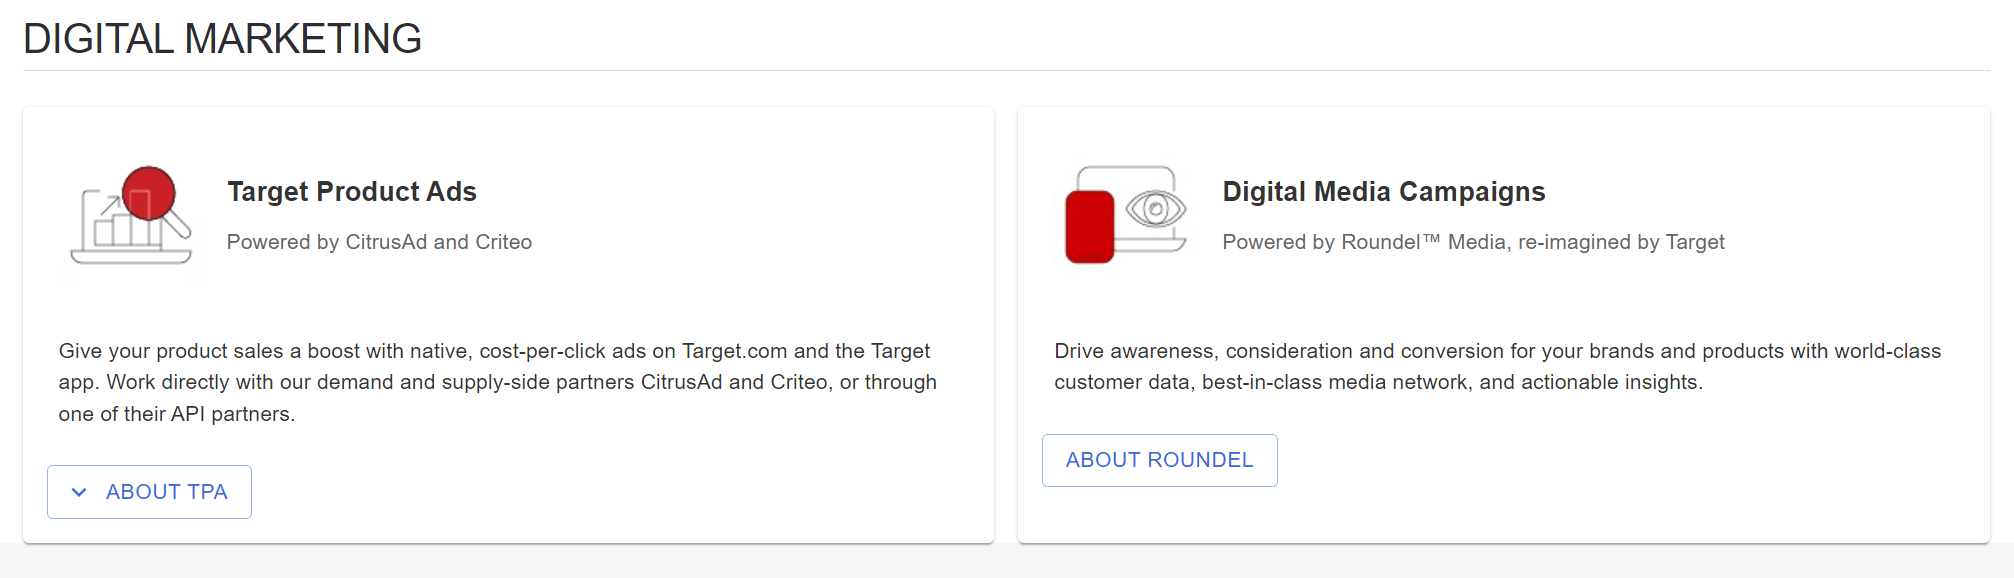 DIGITAL MARKETING
Target Product Ads
Powered by CitrusAd and Criteo
Give your product sales a boost with native, cost-per-click ads on Target.com and the Target
app. Work directly with our demand and supply-side partners CitrusAd and Criteo, or through
one of their API partners.
ABOUT TPA
Digital Media Campaigns
Powered by Roundel™ Media, re-imagined by Target
Drive awareness, consideration and conversion for your brands and products with world-class
customer data, best-in-class media network, and actionable insights.
ABOUT ROUNDEL